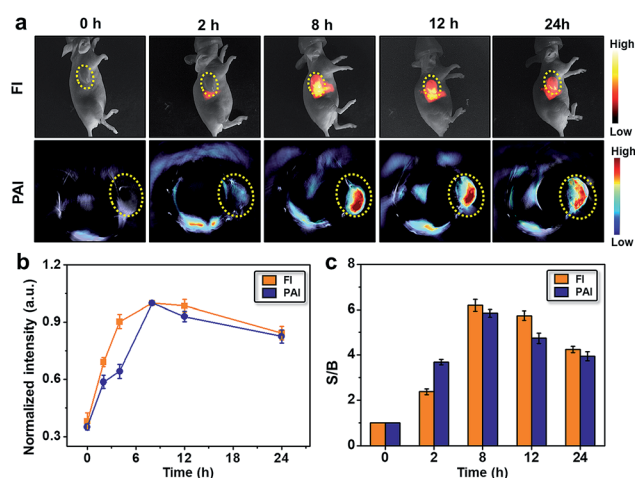 a 0 h 2 h 8 h 12 h 24h
FI
High
Low
PAI
High
Low
b
Normalized intensity (a.u.)
1.2
0.9
0.6
0.3
FI
PAI
0 6 12 18 24
Time (h)
c
S/B
8
6
4
2
0
FI
PAI
0 2 8 12 24
Time (h)